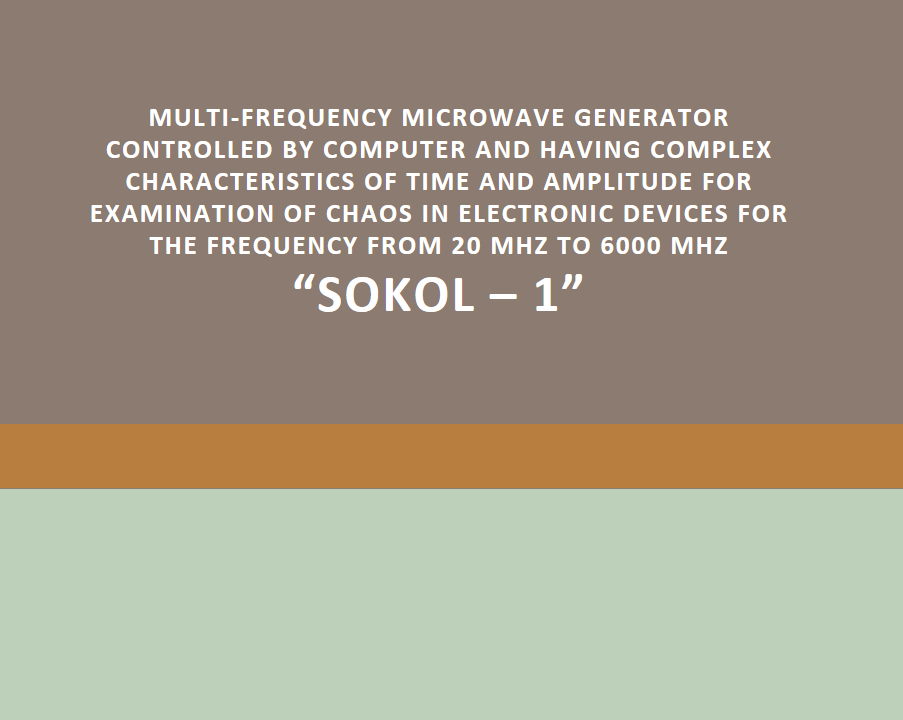 MULTI-FREQUENCY MICROWAVE GENERATOR
CONTROLLED BY COMPUTER AND HAVING COMPLEX
CHARACTERISTICS OF TIME AND AMPLITUDE FOR
EXAMINATION OF CHAOS IN ELECTRONIC DEVICES FOR
THE FREQUENCY FROM 20 MHZ TO 6000 MHZ
“SOKOL – 1”